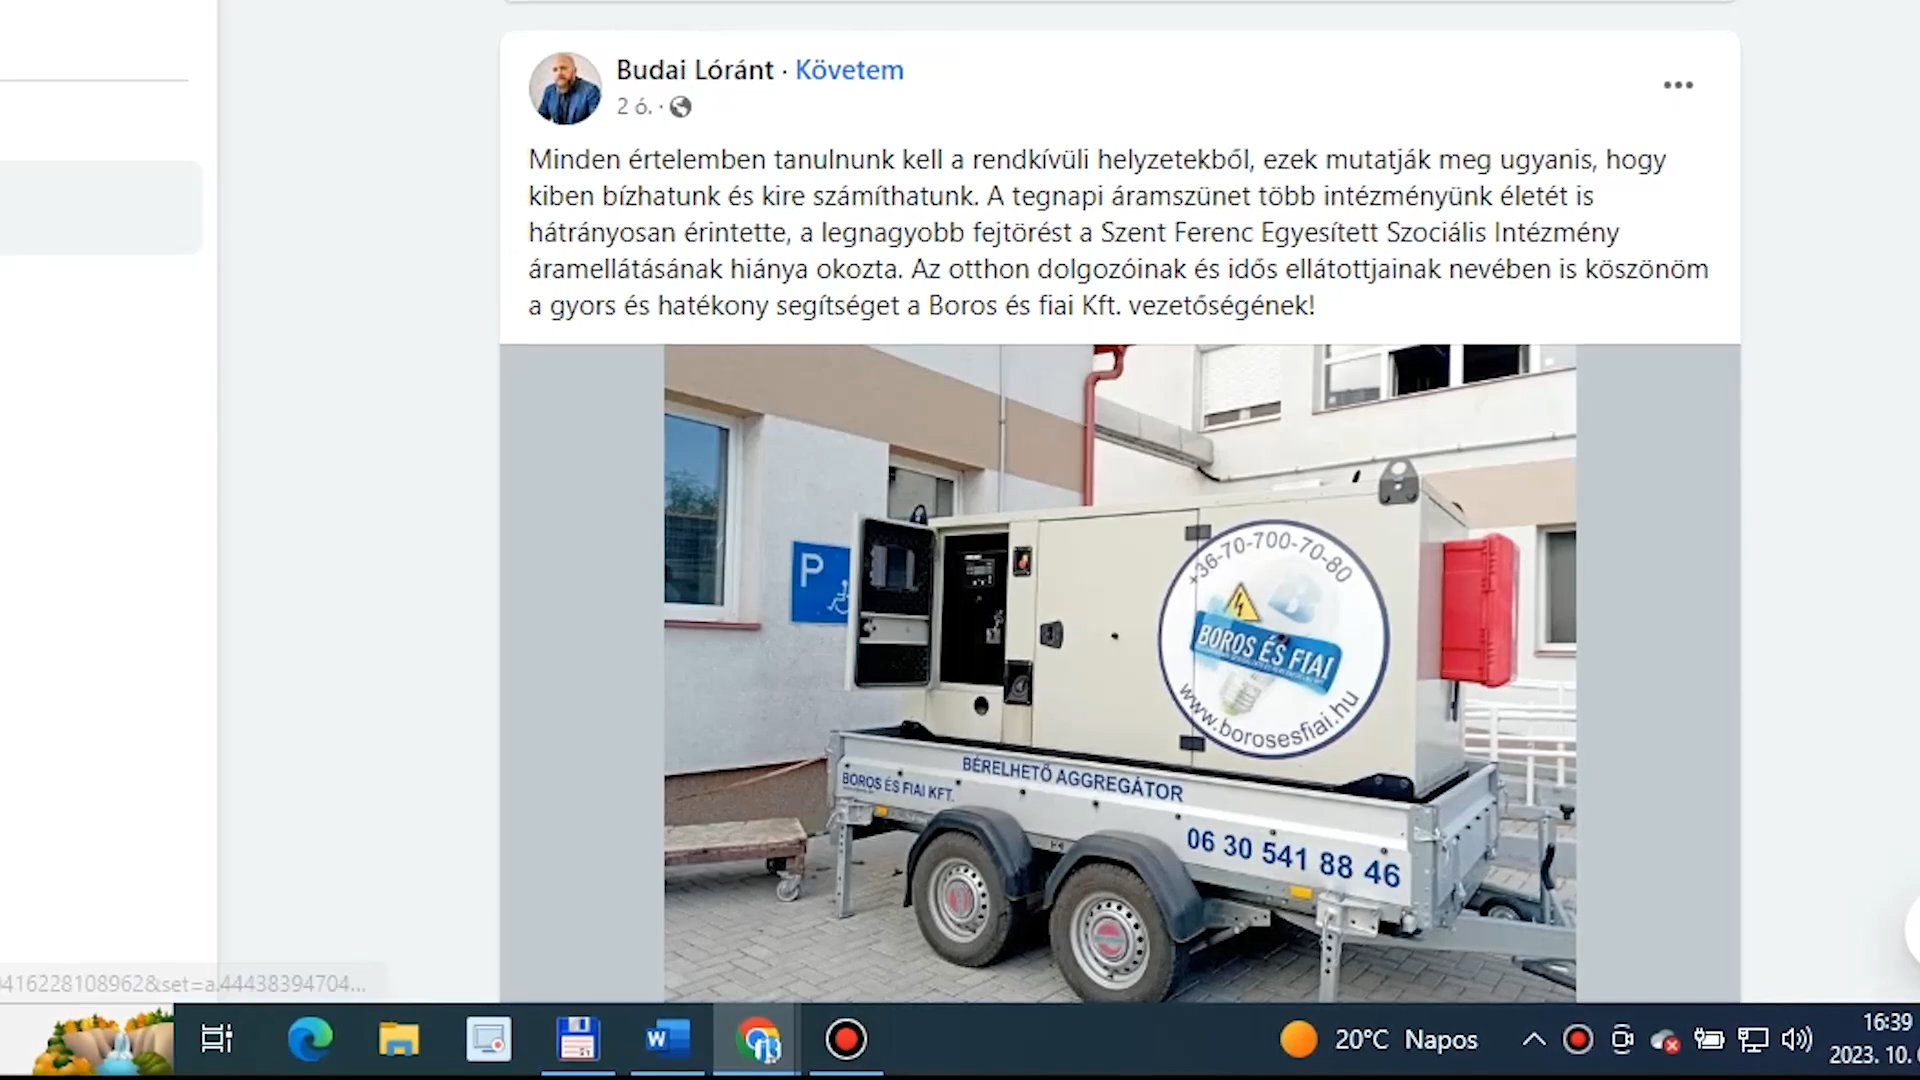 Budai Lóránt · Követem
2 ó. ·
Minden értelemben tanulnunk kell a rendkívüli helyzetekből, ezek mutatják meg ugyanis, hogy
kiben bízhatunk és kire számíthatunk. A tegnapi áramszünet több intézményünk életét is
hátrányosan érintette, a legnagyobb fejtörést a Szent Ferenc Egyesített Szociális Intézmény
áramellátásának hiánya okozta. Az otthon dolgozóinak és idős ellátottjainak nevében is köszönöm
a gyors és hatékony segítséget a Boros és fiai Kft. vezetőségének!
P
+36-70-700-70-80
B
BOROS ÉS FIAI
www.borosesfiai.hu
BÉRELHETŐ AGGREGÁTOR
BOROS ÉS FIAI KFT.
06 30 541 88 46
416228108962&set=a.44438394704...
20°C Napos
16:39
2023. 10.